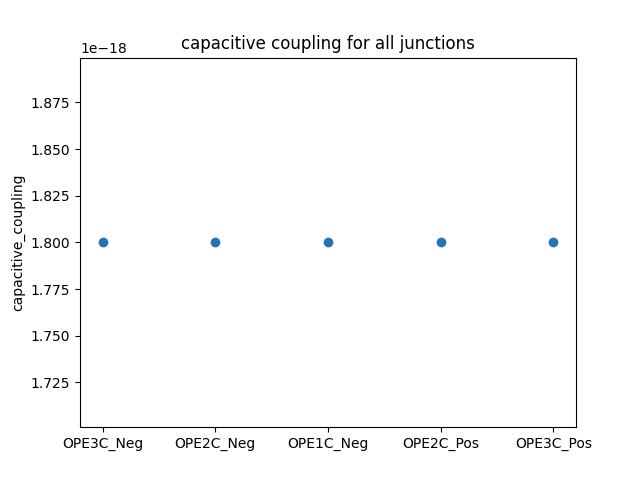 capacitive coupling for all junctions
1e−18
1.875
1.850
1.825
1.800
1.775
1.750
1.725
capacitive_coupling
OPE3C_Neg OPE2C_Neg OPE1C_Neg OPE2C_Pos OPE3C_Pos